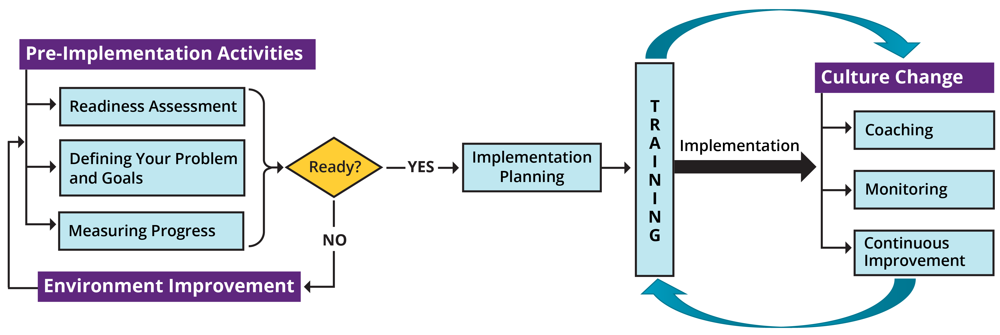 Pre-Implementation Activities
Readiness Assessment
Defining Your Problem
and Goals
Measuring Progress
Environment Improvement
Ready?
YES
NO
Implementation
Planning
TRAINING
Implementation
Culture Change
Coaching
Monitoring
Continuous
Improvement